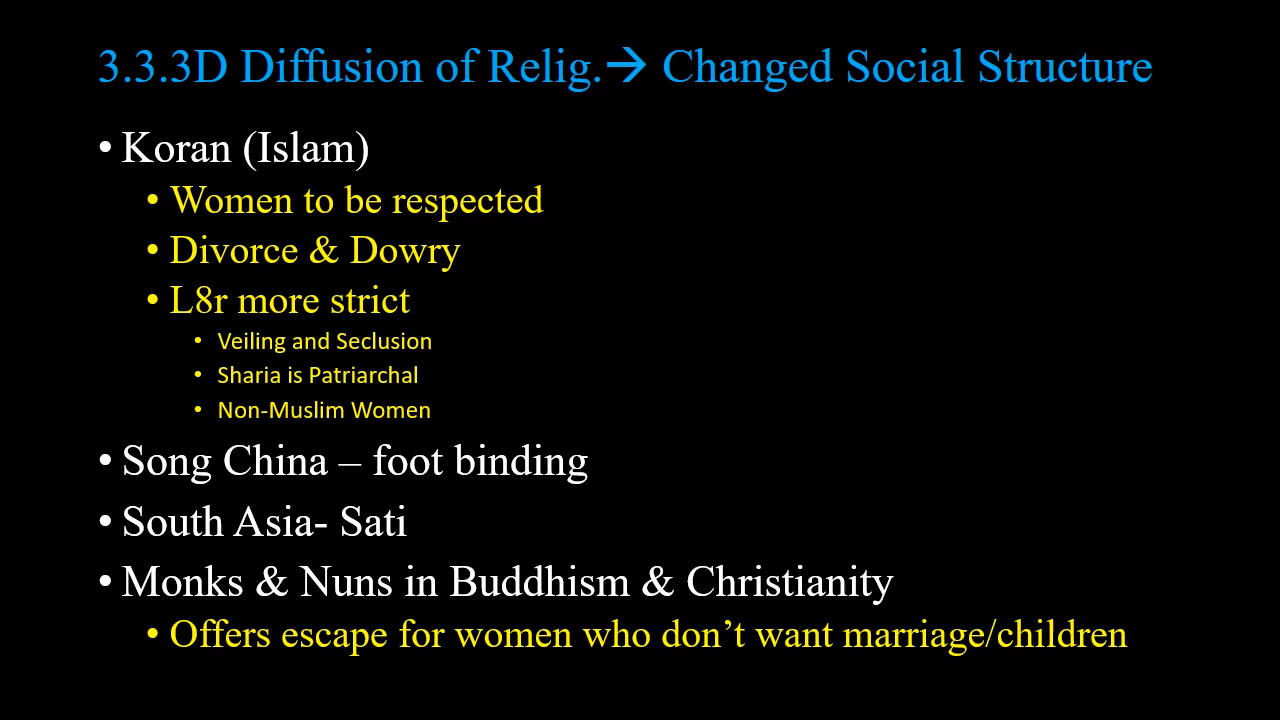 3.3.3D Diffusion of Relig.→ Changed Social Structure
• Koran (Islam)
• Women to be respected
• Divorce & Dowry
• L8r more strict
• Veiling and Seclusion
• Sharia is Patriarchal
• Non-Muslim Women
• Song China – foot binding
• South Asia- Sati
• Monks & Nuns in Buddhism & Christianity
• Offers escape for women who don’t want marriage/children